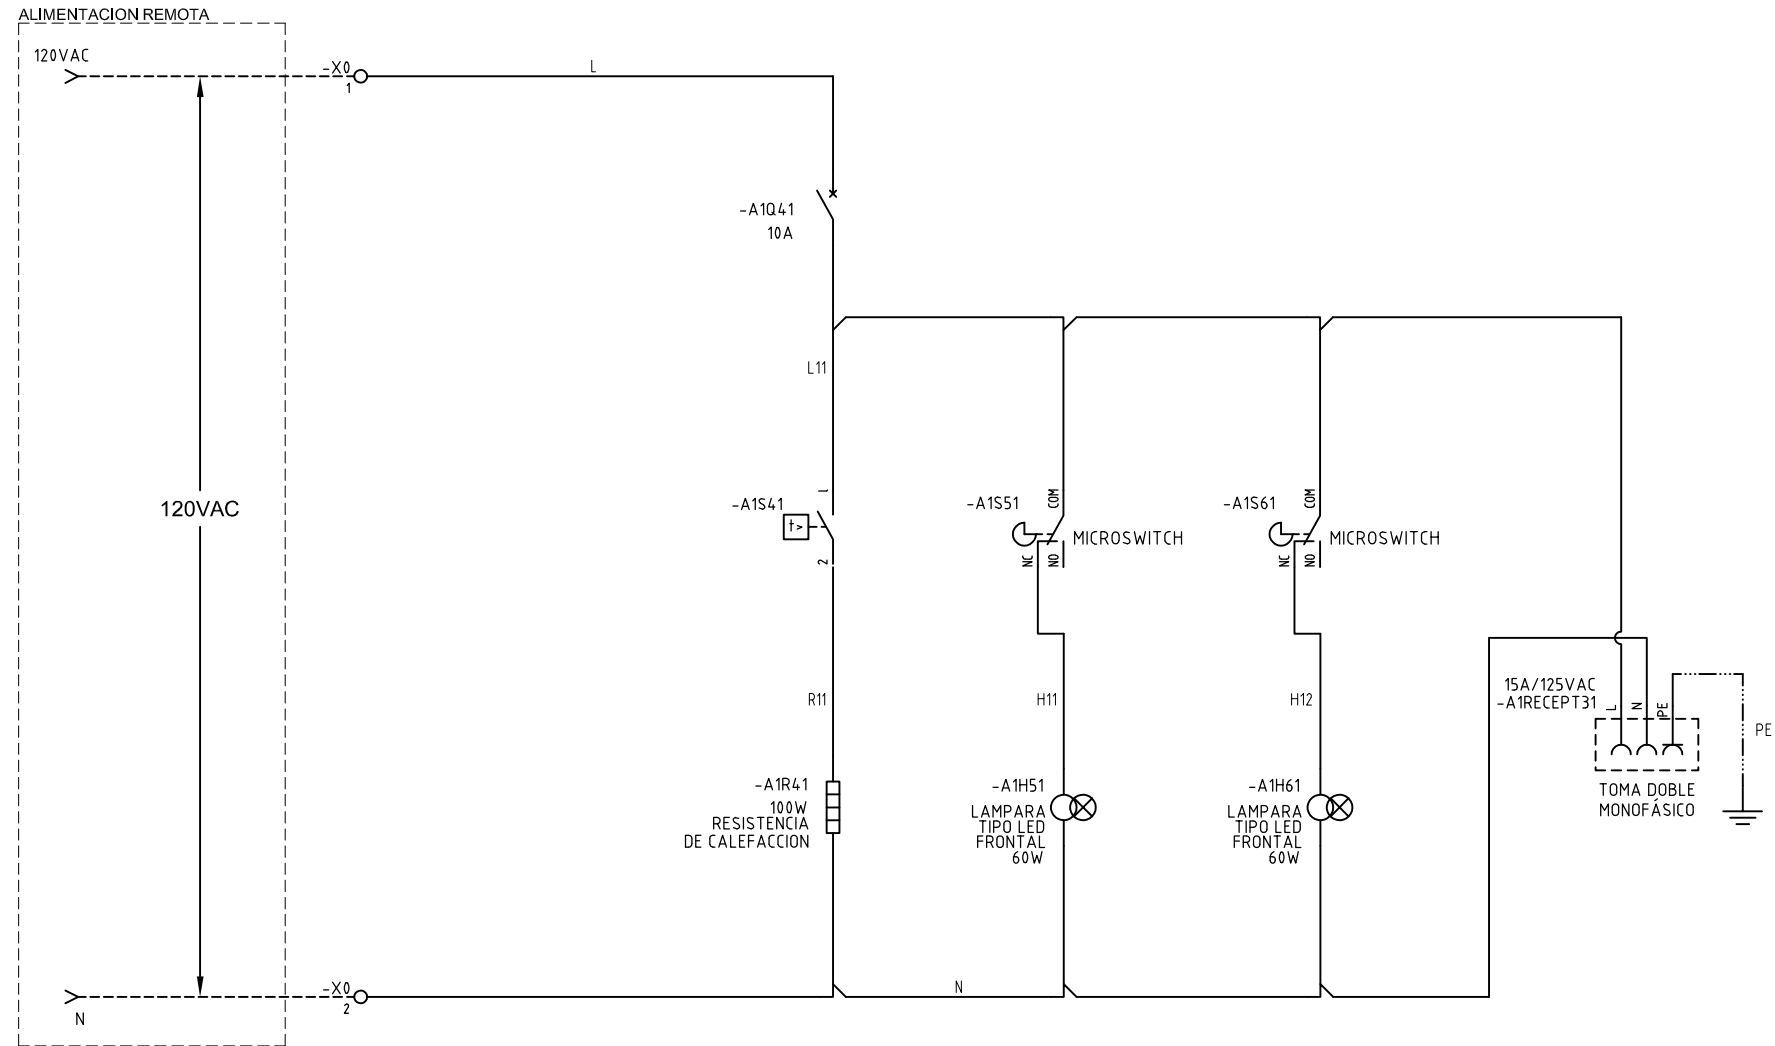 ALIMENTACION REMOTA
120VAC
-X0
1
L
-A1Q41
10A
L11
120VAC
-A1S41
1
t>
2
-A1S51
COM
MICROSWITCH
NC
NO
-A1S61
COM
MICROSWITCH
NC
NO
R11
H11
H12
15A/125VAC
-A1RECEPT31
L
N
PE
PE
-A1R41
100W
RESISTENCIA
DE CALEFACCION
-A1H51
LAMPARA
TIPO LED
FRONTAL
60W
-A1H61
LAMPARA
TIPO LED
FRONTAL
60W
TOMA DOBLE
MONOFÁSICO
N
-X0
2
N